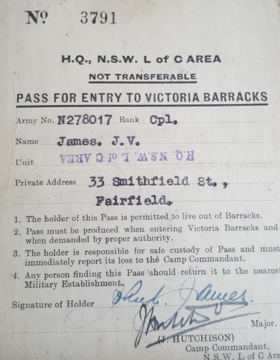 No 3791
H.Q., N.S.W. L of C AREA
NOT TRANSFERABLE
PASS FOR ENTRY TO VICTORIA BARRACKS
Army No. N278017 Rank Cpl.
Name James. J.V.
Unit H.Q. N.S.W. L of C AREA
Private Address 33 Smithfield St.,
Fairfield.
1. The holder of this Pass is permitted to live out of Barracks.
2. Pass must be produced when entering Victoria Barracks and
when demanded by proper authority.
3. The holder is responsible for safe custody of Pass and must
immediately report its loss to the Camp Commandant.
4. Any person finding this Pass should return it to the nearest
Military Establishment.
Signature of Holder James
Major.
(J. HUTCHISON)
Camp Commandant,
N.S.W. L of C A